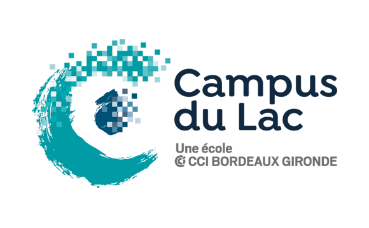 Campus
du Lac
Une école
CCI BORDEAUX GIRONDE